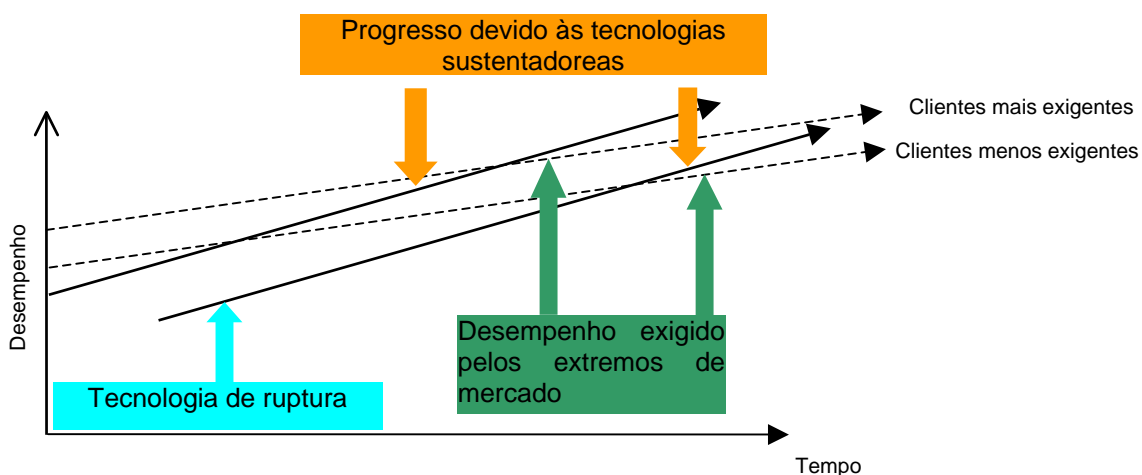 Progresso devido às tecnologias
sustentadoreas
Clientes mais exigentes
Clientes menos exigentes
Desempenho
Desempenho exigido
pelos extremos de
mercado
Tecnologia de ruptura
Tempo